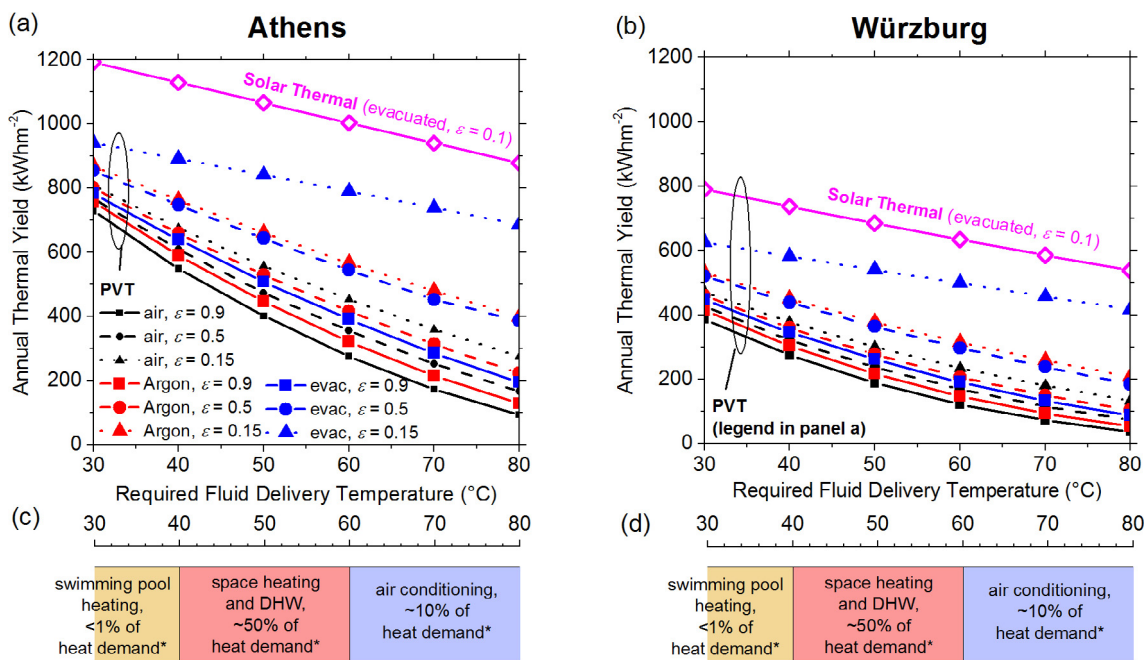 (a)
Athens
Annual Thermal Yield (kWhm-2)
1200
1000
800
600
400
200
0
Solar Thermal (evacuated, ε = 0.1)
PVT
air, ε = 0.9
air, ε = 0.5
air, ε = 0.15
Argon, ε = 0.9
Argon, ε = 0.5
Argon, ε = 0.15
evac, ε = 0.9
evac, ε = 0.5
evac, ε = 0.15
30 40 50 60 70 80
Required Fluid Delivery Temperature (°C)
(b)
Würzburg
Annual Thermal Yield (kWhm-2)
1200
1000
800
600
400
200
0
Solar Thermal (evacuated, ε = 0.1)
PVT
(legend in panel a)
30 40 50 60 70 80
Required Fluid Delivery Temperature (°C)
(c)
30 40 50 60 70 80
swimming pool
heating,
<1% of
heat demand*
space heating
and DHW,
~50% of
heat demand*
air conditioning,
~10% of
heat demand*
(d)
30 40 50 60 70 80
swimming pool
heating,
<1% of
heat demand*
space heating
and DHW,
~50% of
heat demand*
air conditioning,
~10% of
heat demand*